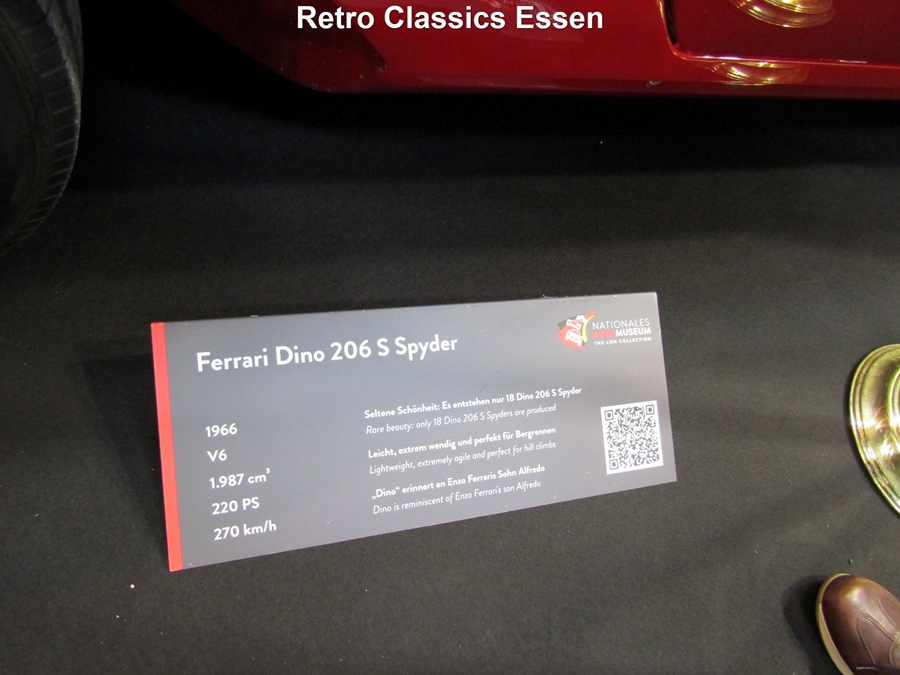 Retro Classics Essen
Ferrari Dino 206 S Spyder
NATIONALES
MUSEUM
THE LOH COLLECTION
1966
V6
1.987 cm³
220 PS
270 km/h
Seltene Schönheit: Es entstehen nur 18 Dino 206 S Spyder
Rare beauty: only 18 Dino 206 S Spyders are produced
Leicht, extrem wendig und perfekt für Bergrennen
Lightweight, extremely agile and perfect for hill climbs
„Dino“ erinnert an Enzo Ferraris Sohn Alfredo
Dino is reminiscent of Enzo Ferrari's son Alfredo